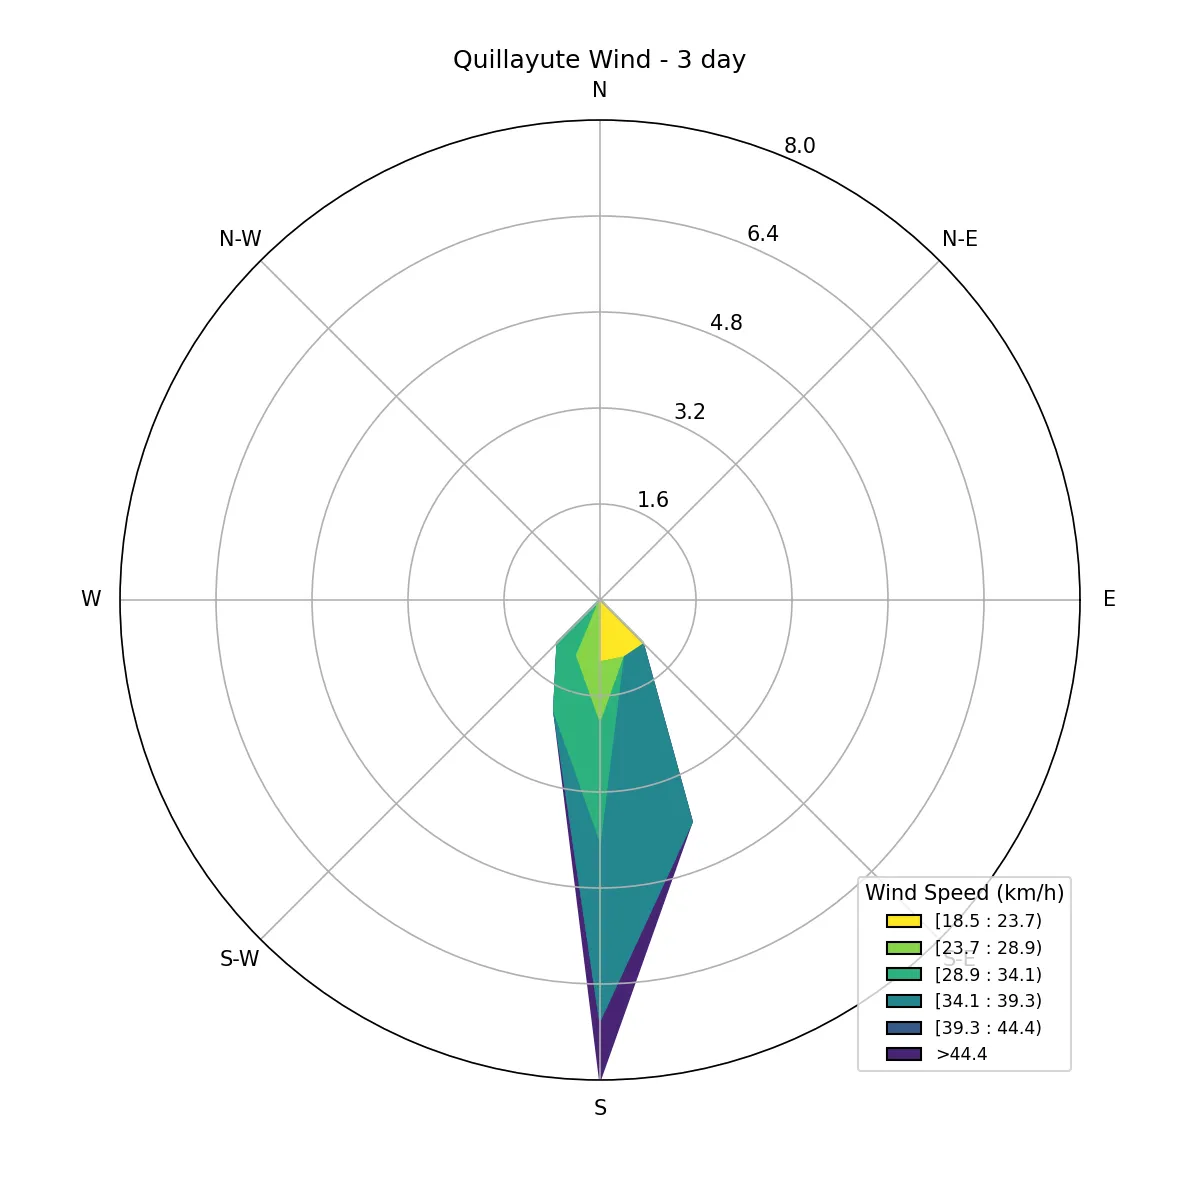 Quillayute Wind - 3 day
N
8.0
N-W
N-E
6.4
4.8
3.2
1.6
W
E
Wind Speed (km/h)
[18.5 : 23.7)
[23.7 : 28.9)
S-W
S-E
[28.9 : 34.1)
[34.1 : 39.3)
[39.3 : 44.4)
>44.4
S